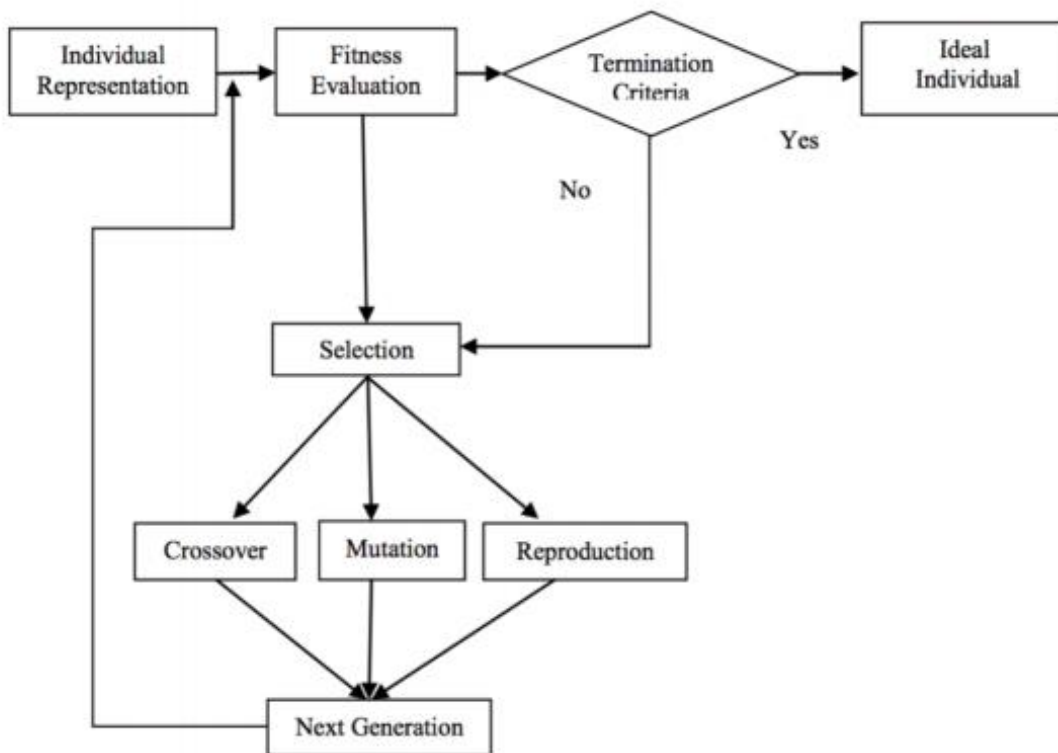 Individual
Representation
Fitness
Evaluation
Termination
Criteria
Ideal
Individual
Yes
No
Selection
Crossover
Mutation
Reproduction
Next Generation